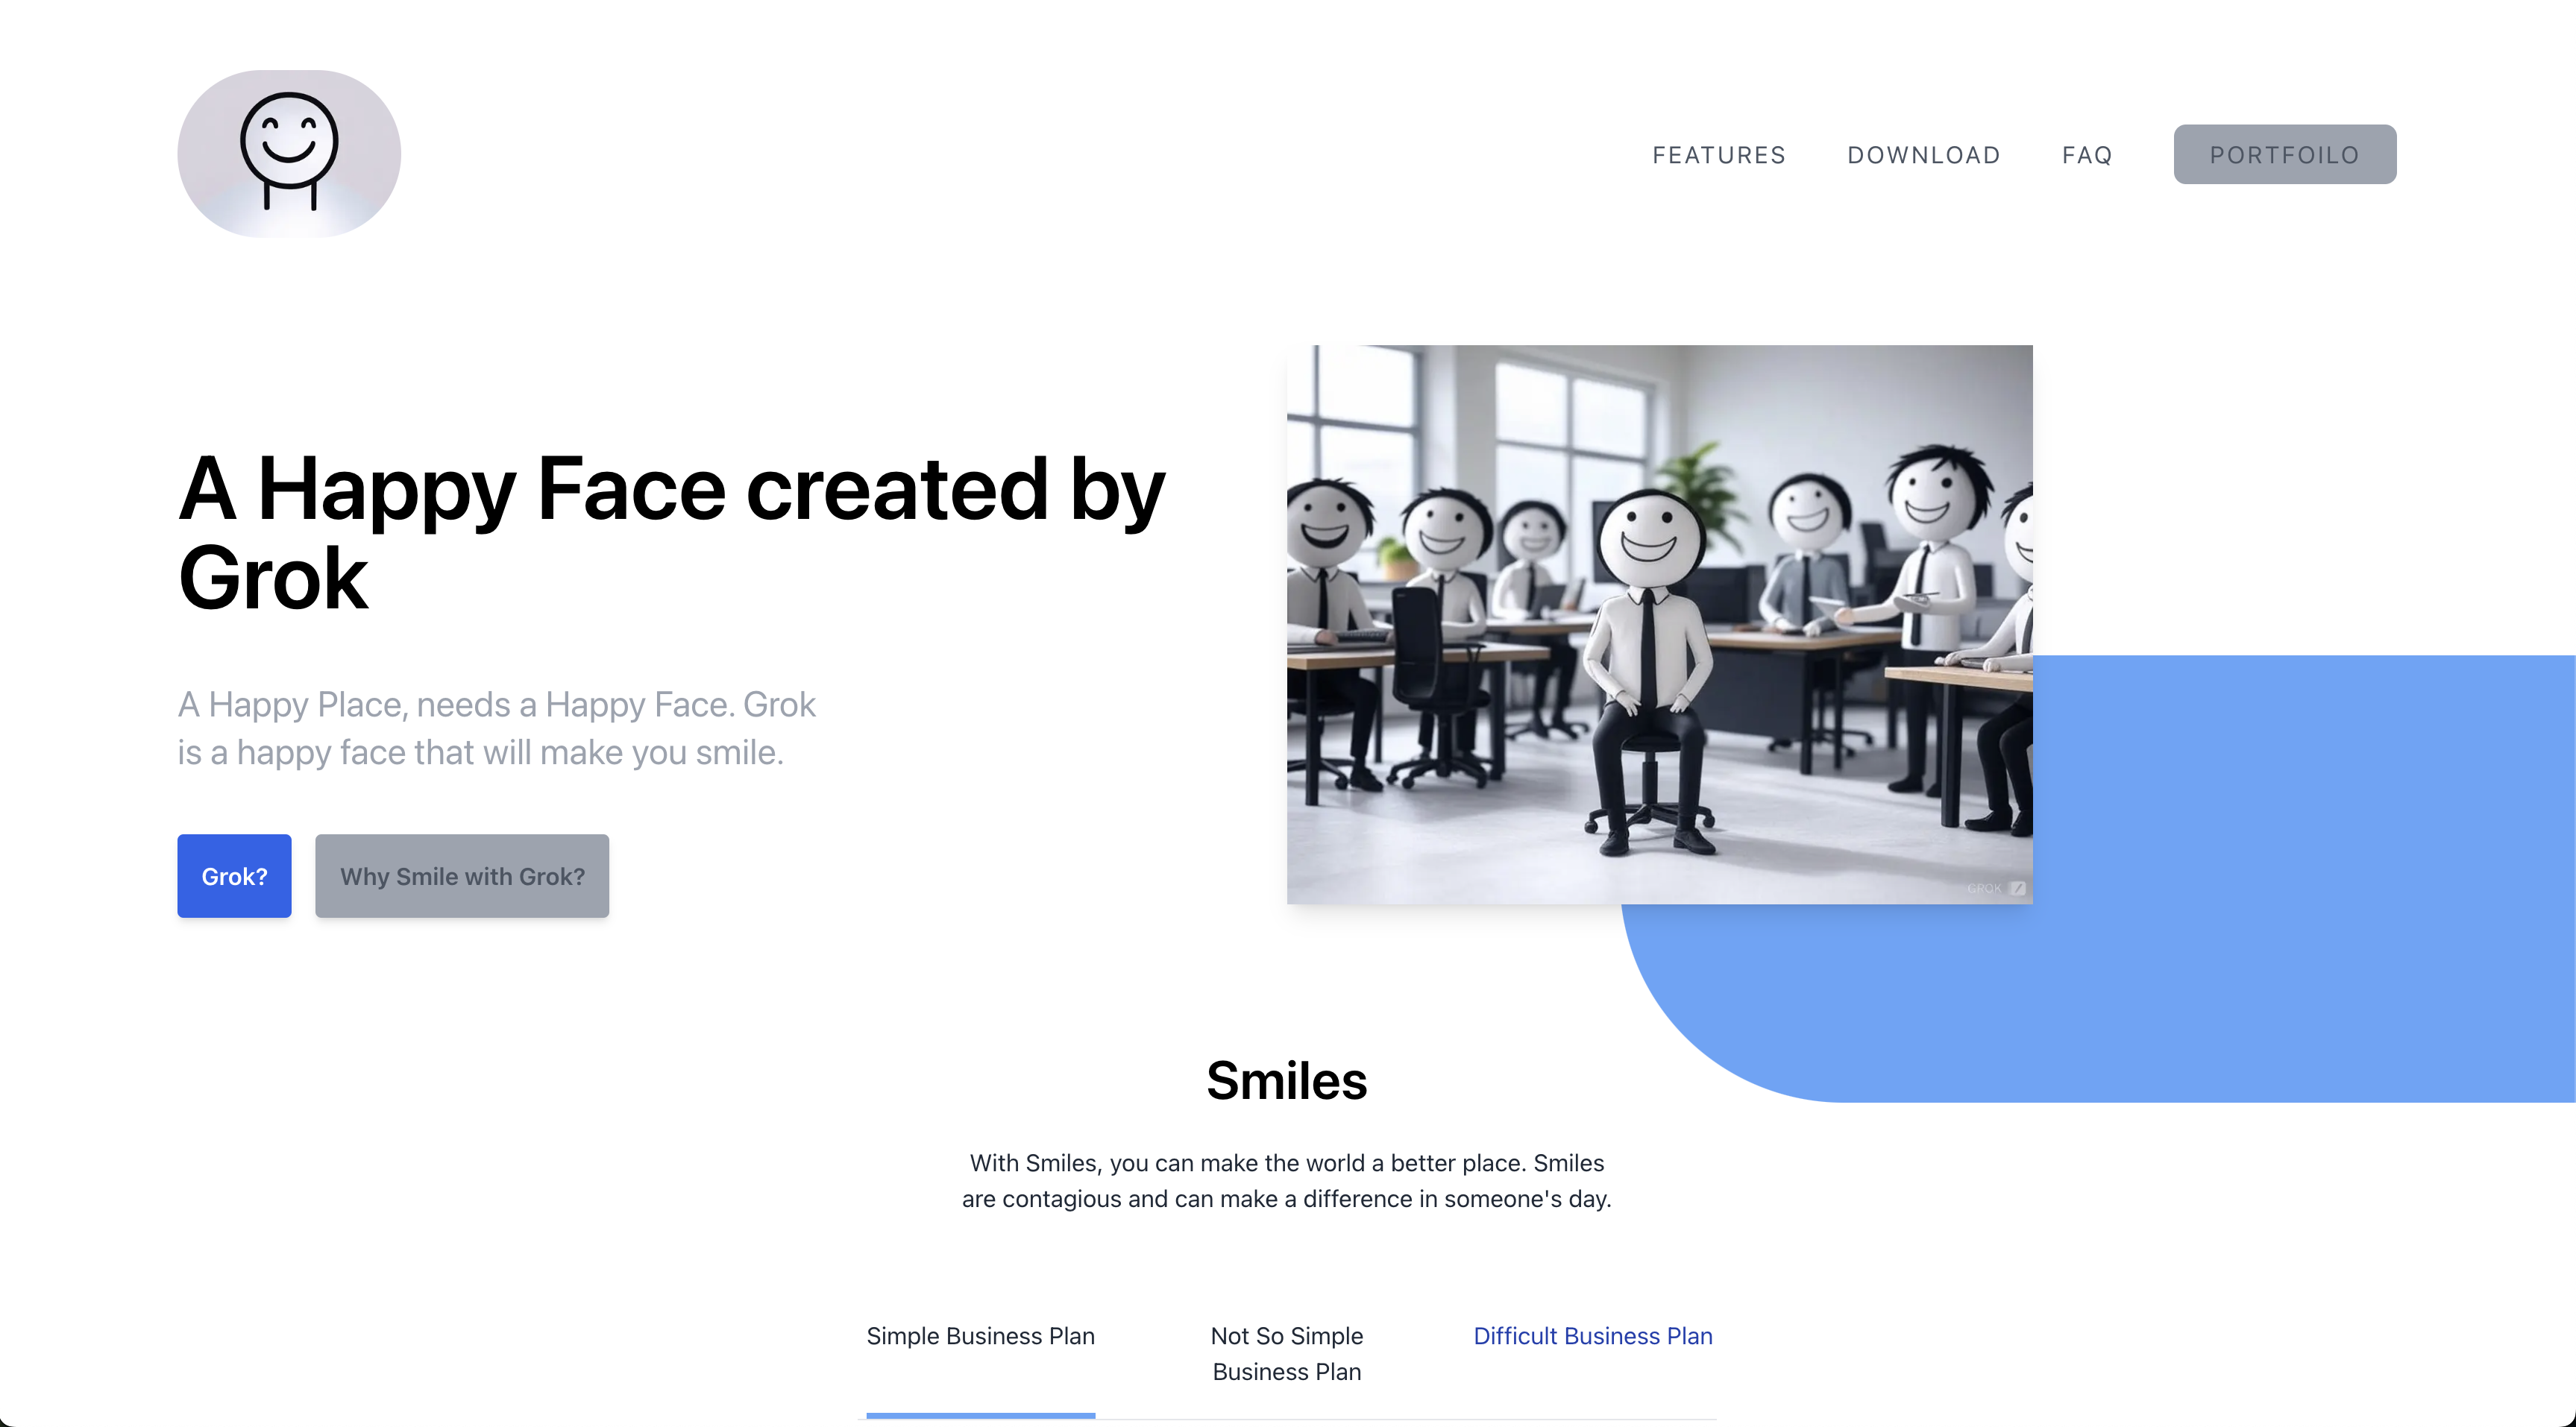 FEATURES DOWNLOAD FAQ PORTFOILO
A Happy Face created by
Grok
A Happy Place, needs a Happy Face. Grok
is a happy face that will make you smile.
Grok? Why Smile with Grok?
GROK
Smiles
With Smiles, you can make the world a better place. Smiles
are contagious and can make a difference in someone's day.
Simple Business Plan
Not So Simple
Business Plan
Difficult Business Plan